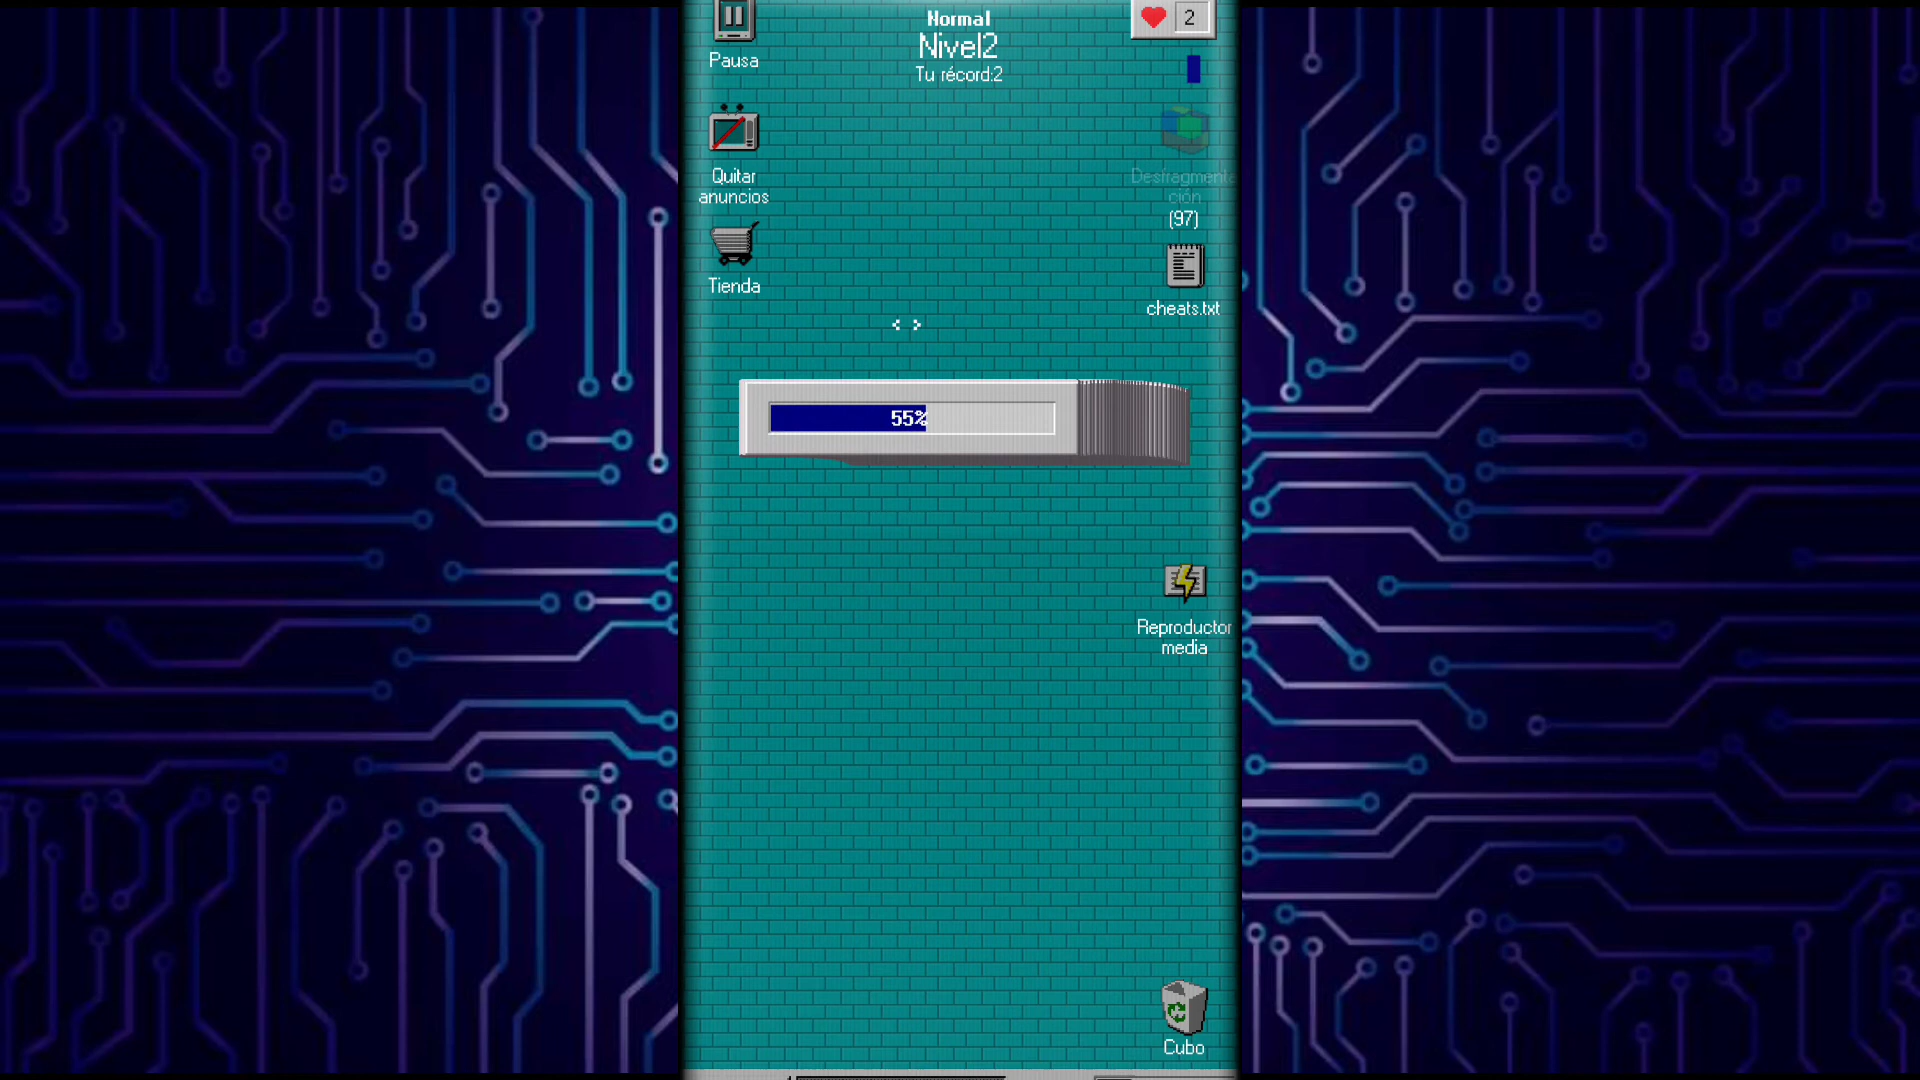 Normal
Nivel2
Tu récord:2
2
Pausa
Quitar
anuncios
Tienda
Desfragmenta
ción
(97)
cheats.txt
< >
55%
Reproductor
media
Cubo